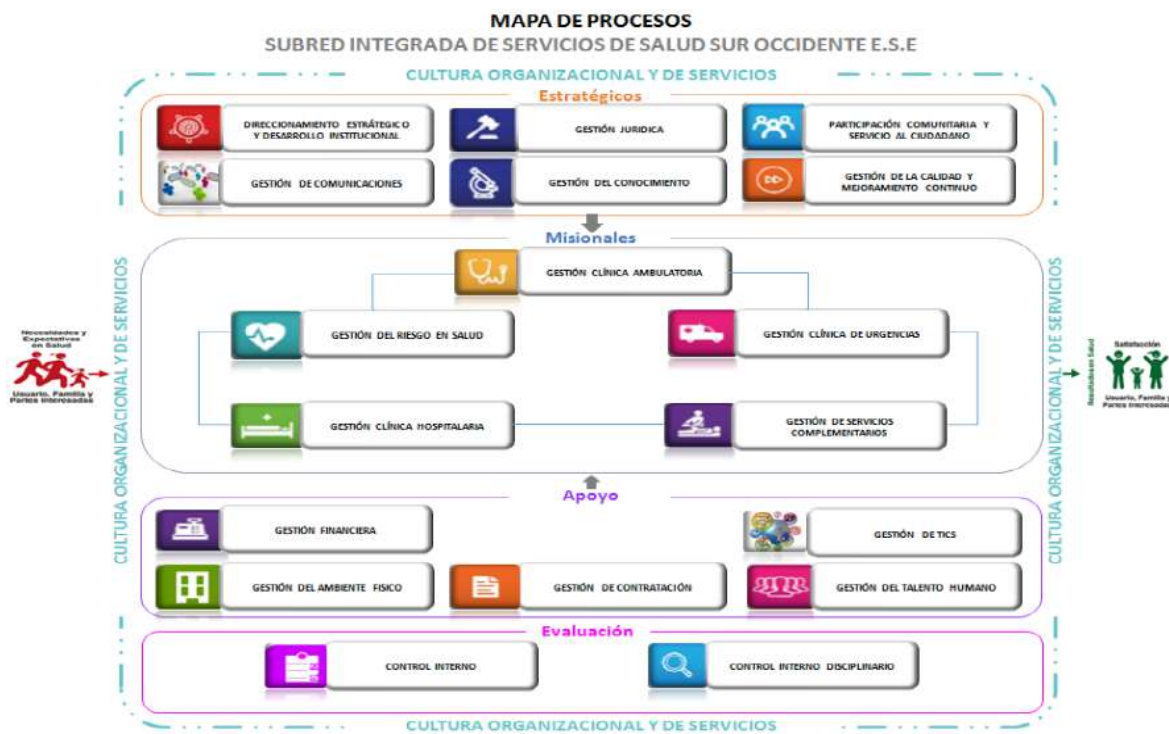 MAPA DE PROCESOS
SUBRED INTEGRADA DE SERVICIOS DE SALUD SUR OCCIDENTE E.S.E
CULTURA ORGANIZACIONAL Y DE SERVICIOS
Estratégicos
DIRECCIONAMIENTO ESTRATÉGICO
Y DESARROLLO INSTITUCIONAL
GESTIÓN JURIDICA
PARTICIPACIÓN COMUNITARIA Y
SERVICIO AL CIUDADANO
GESTIÓN DE COMUNICACIONES
GESTIÓN DEL CONOCIMIENTO
GESTIÓN DE LA CALIDAD Y
MEJORAMIENTO CONTINUO
Misionales
GESTIÓN CLÍNICA AMBULATORIA
GESTIÓN DEL RIESGO EN SALUD
GESTIÓN CLÍNICA DE URGENCIAS
GESTIÓN CLÍNICA HOSPITALARIA
GESTIÓN DE SERVICIOS
COMPLEMENTARIOS
Necesidades y
Expectativas
en Salud
Usuario, Familia y
Partes Interesadas
CULTURA ORGANIZACIONAL Y DE SERVICIOS
CULTURA ORGANIZACIONAL Y DE SERVICIOS
Resultados en Salud
Satisfacción
Usuario, Familia y
Partes Interesadas
Apoyo
GESTIÓN FINANCIERA
GESTIÓN DE TICS
GESTIÓN DEL AMBIENTE FISICO
GESTIÓN DE CONTRATACIÓN
GESTIÓN DEL TALENTO HUMANO
Evaluación
CONTROL INTERNO
CONTROL INTERNO DISCIPLINARIO
CULTURA ORGANIZACIONAL Y DE SERVICIOS